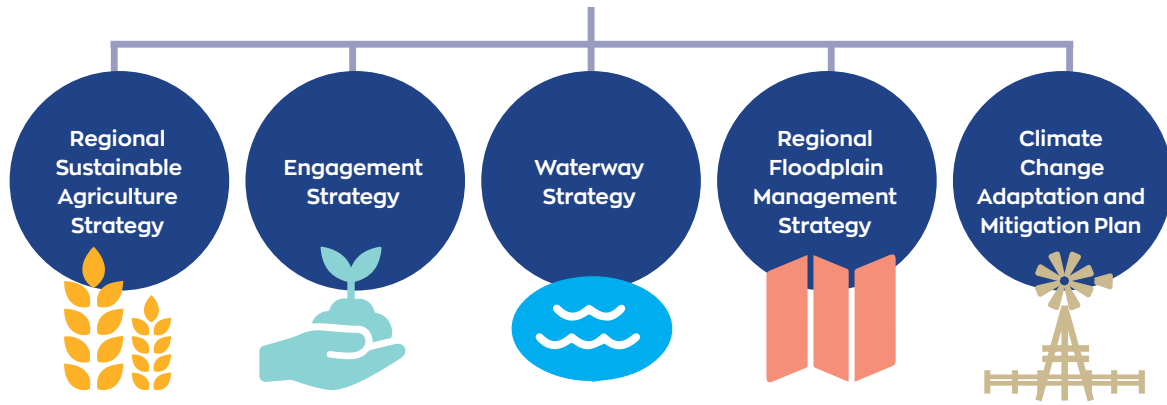 Regional
Sustainable
Agriculture
Strategy
Engagement
Strategy
Waterway
Strategy
Regional
Floodplain
Management
Strategy
Climate
Change
Adaptation and
Mitigation Plan